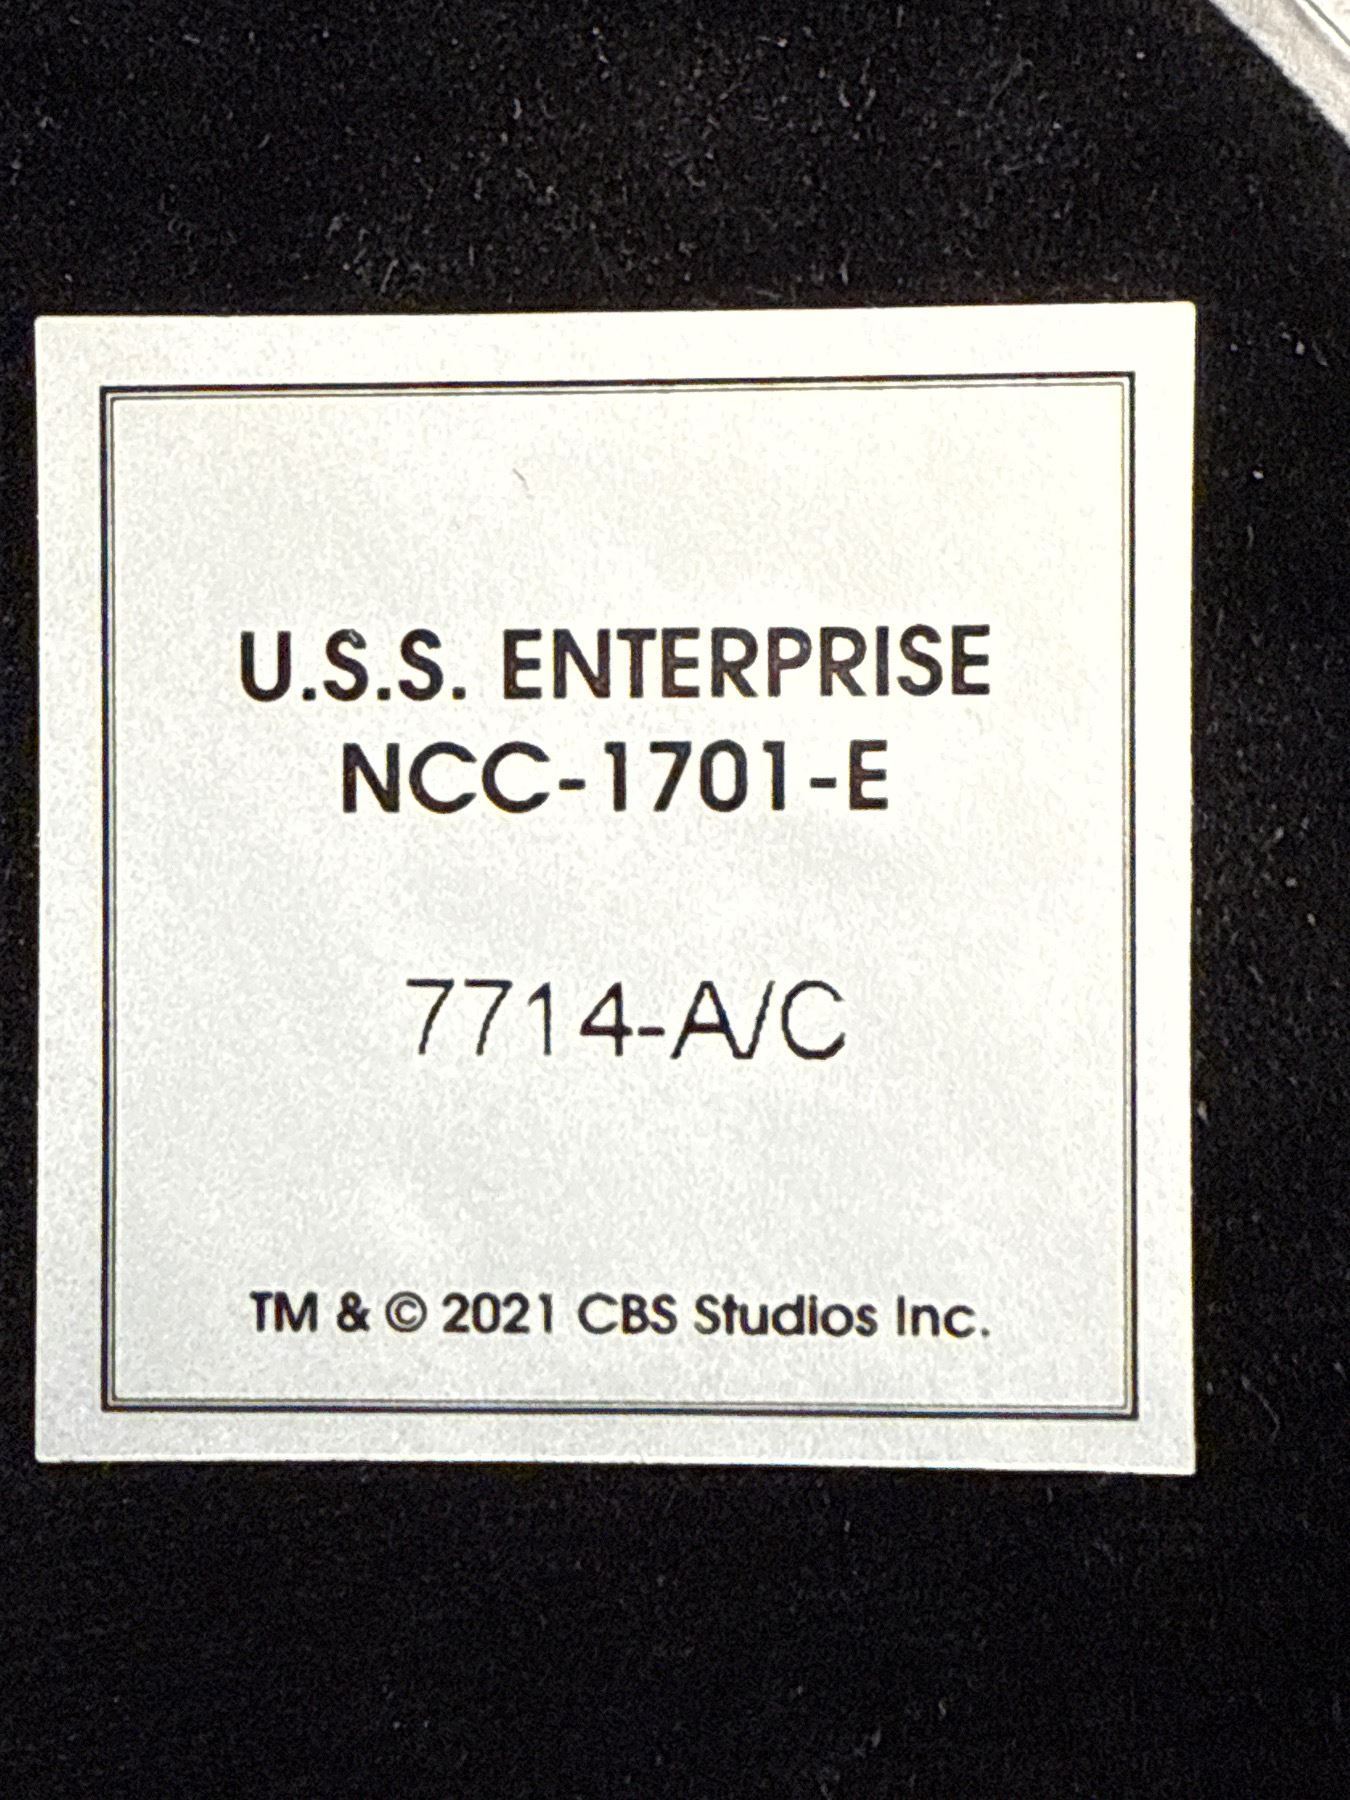 U.S.S. ENTERPRISE
NCC-1701-E
7714-A/C
TM & © 2021 CBS Studios Inc.